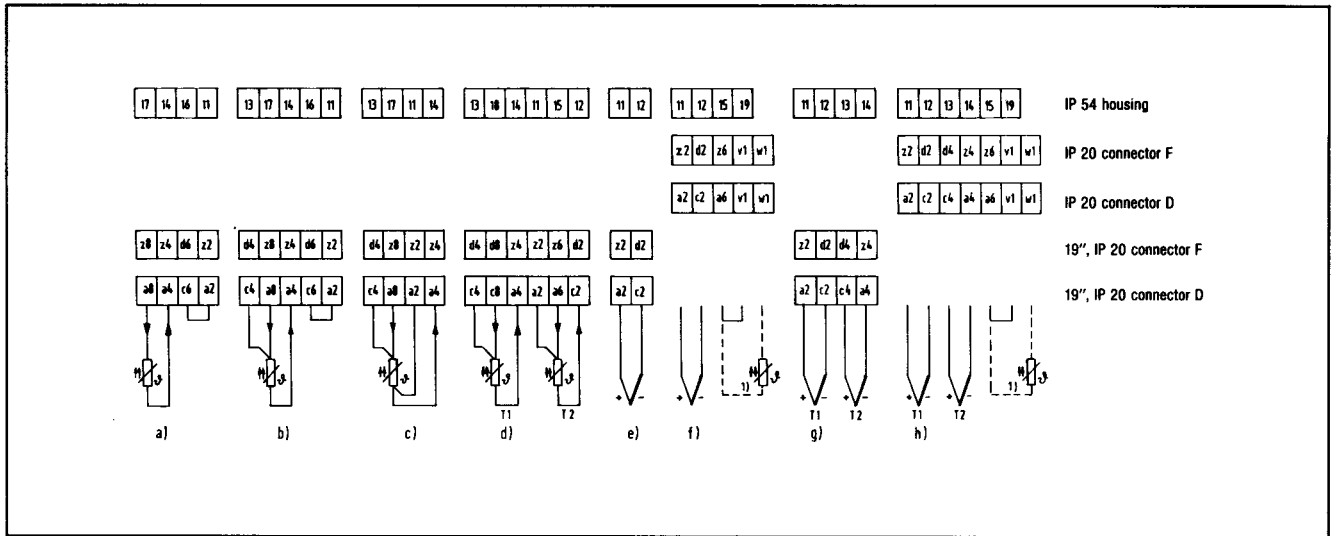 17 14 16 11 13 17 14 16 11 13 17 11 14 13 18 14 11 15 12 11 12 11 12 15 19 11 12 13 14 11 12 13 14 15 19 IP 54 housing
z2 d2 z6 v1 w1 z2 d2 d4 z4 z6 v1 w1 IP 20 connector F
a2 c2 a6 v1 w1 a2 c2 c4 a4 a6 v1 w1 IP 20 connector D
z8 z4 d6 z2 d4 z8 z4 d6 z2 d4 z8 z2 z4 d4 d8 z4 z2 z6 d2 z2 d2 z2 d2 d4 z4 19", IP 20 connector F
a8 a4 c6 a2 c4 a8 a4 c6 a2 c4 a8 a2 a4 c4 c8 a4 a2 a6 c2 a2 c2 a2 c2 c4 a4 19", IP 20 connector D
ϑ ϑ ϑ ϑ ϑ ϑ ϑ
1) 1)
+ - + - + - + - + - + -
T1 T2 T1 T2 T1 T2
a) b) c) d) e) f) g) h)